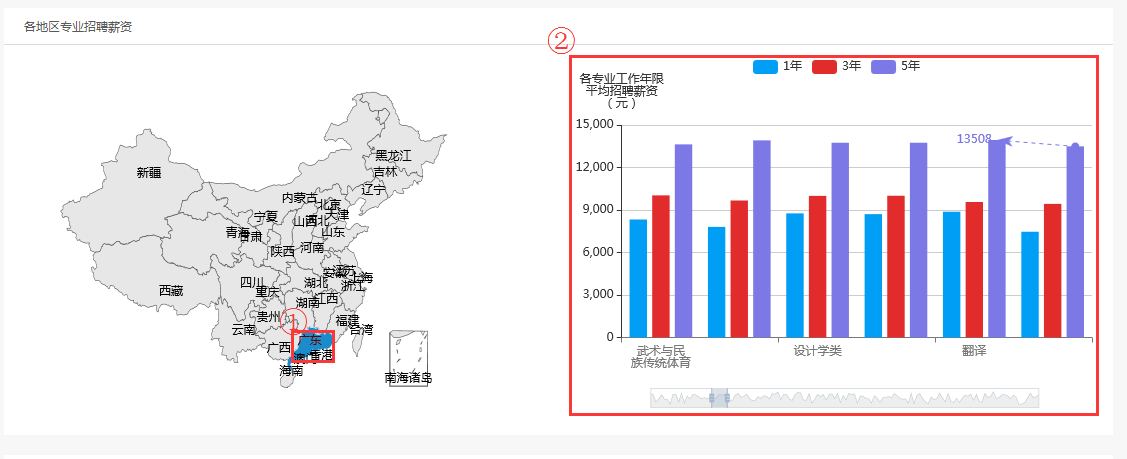 各地区专业招聘薪资
②
1年 3年 5年
各专业工作年限
平均招聘薪资
（元）
15,000
12,000
9,000
6,000
3,000
0
13508
武术与民
族传统体育
设计学类
翻译
黑龙江
吉林
新疆
辽宁
内蒙古
北京
天津
宁夏
山西
河北
青海
甘肃
山东
陕西
河南
四川
重庆
西藏
湖北
安徽
江苏
上海
浙江
湖南
江西
①
贵州
福建
云南
台湾
广东
广西
香港
澳门
海南
南海诸岛